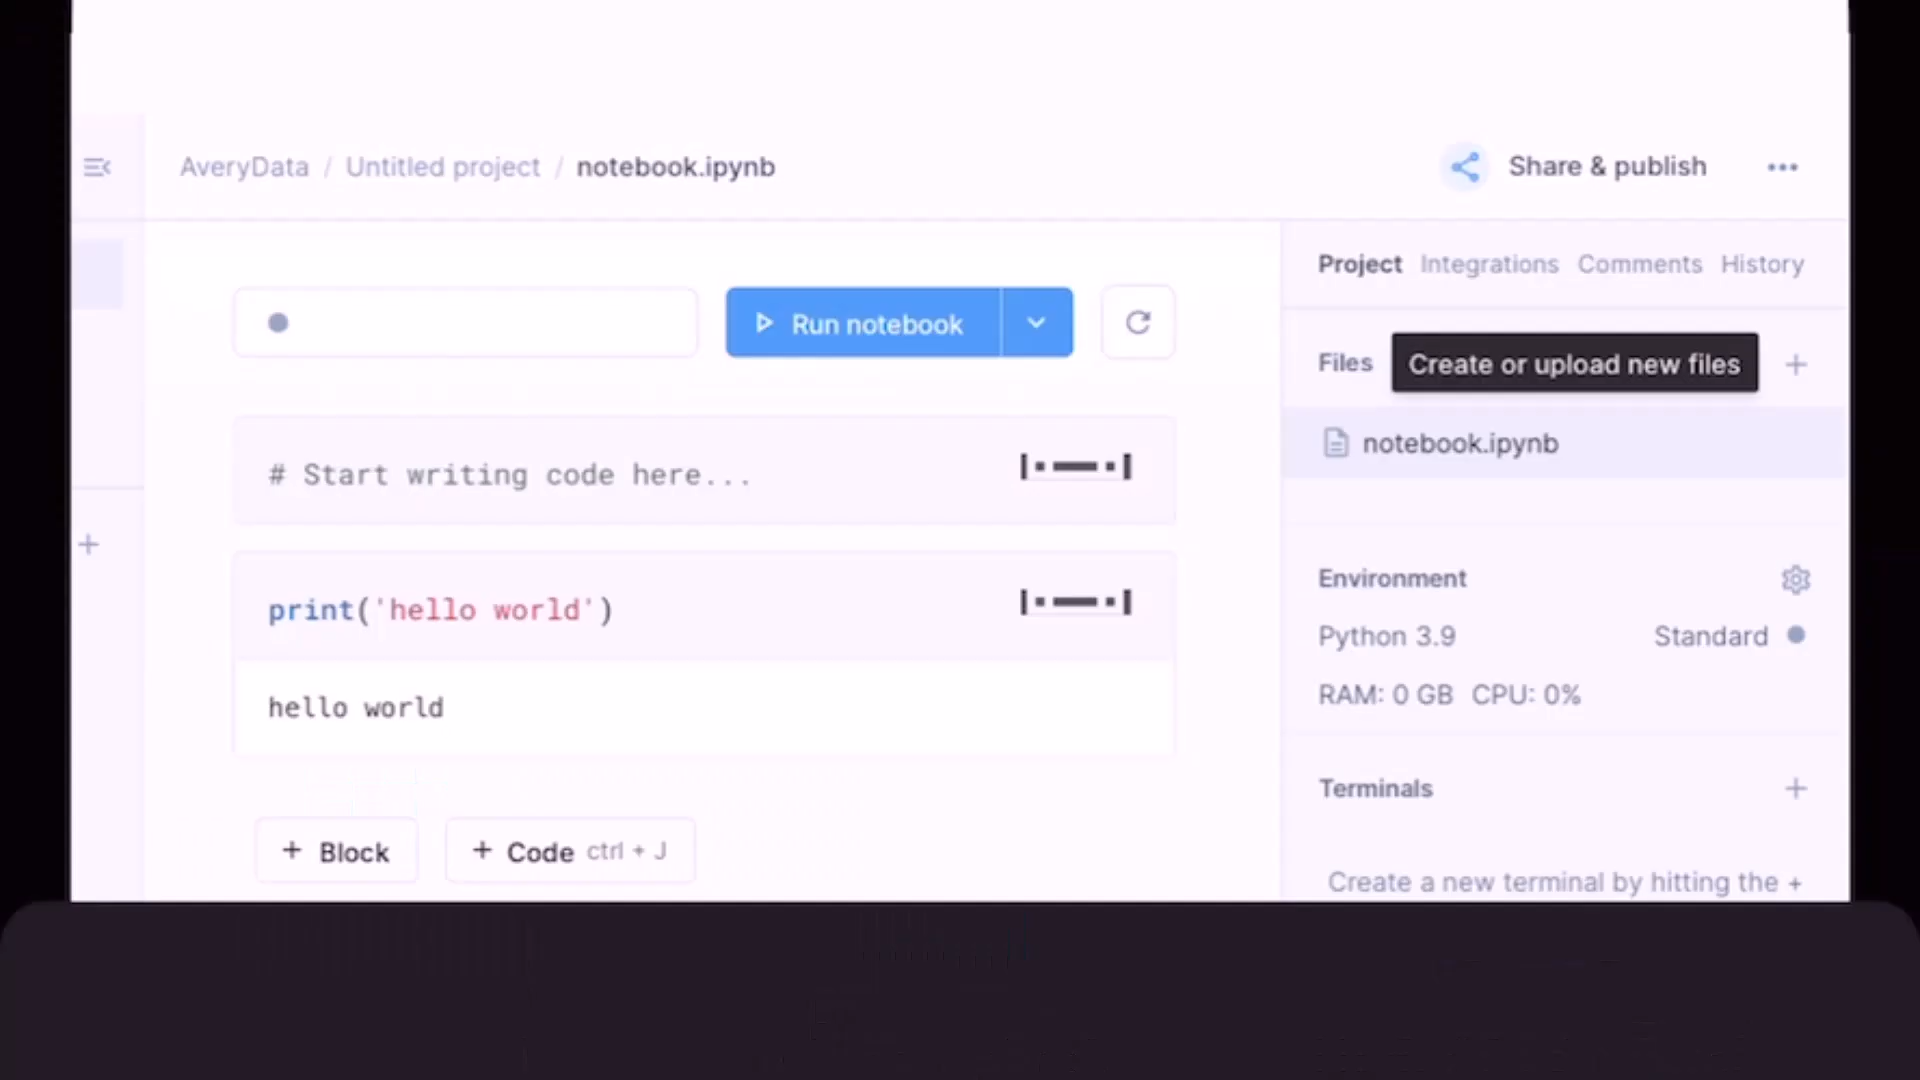 AveryData / Untitled project / notebook.ipynb
Share & publish
Run notebook
# Start writing code here...
print('hello world')
hello world
+ Block
+ Code ctrl + J
Project Integrations Comments History
Files
Create or upload new files
notebook.ipynb
Environment
Python 3.9 Standard
RAM: 0 GB CPU: 0%
Terminals
Create a new terminal by hitting the +